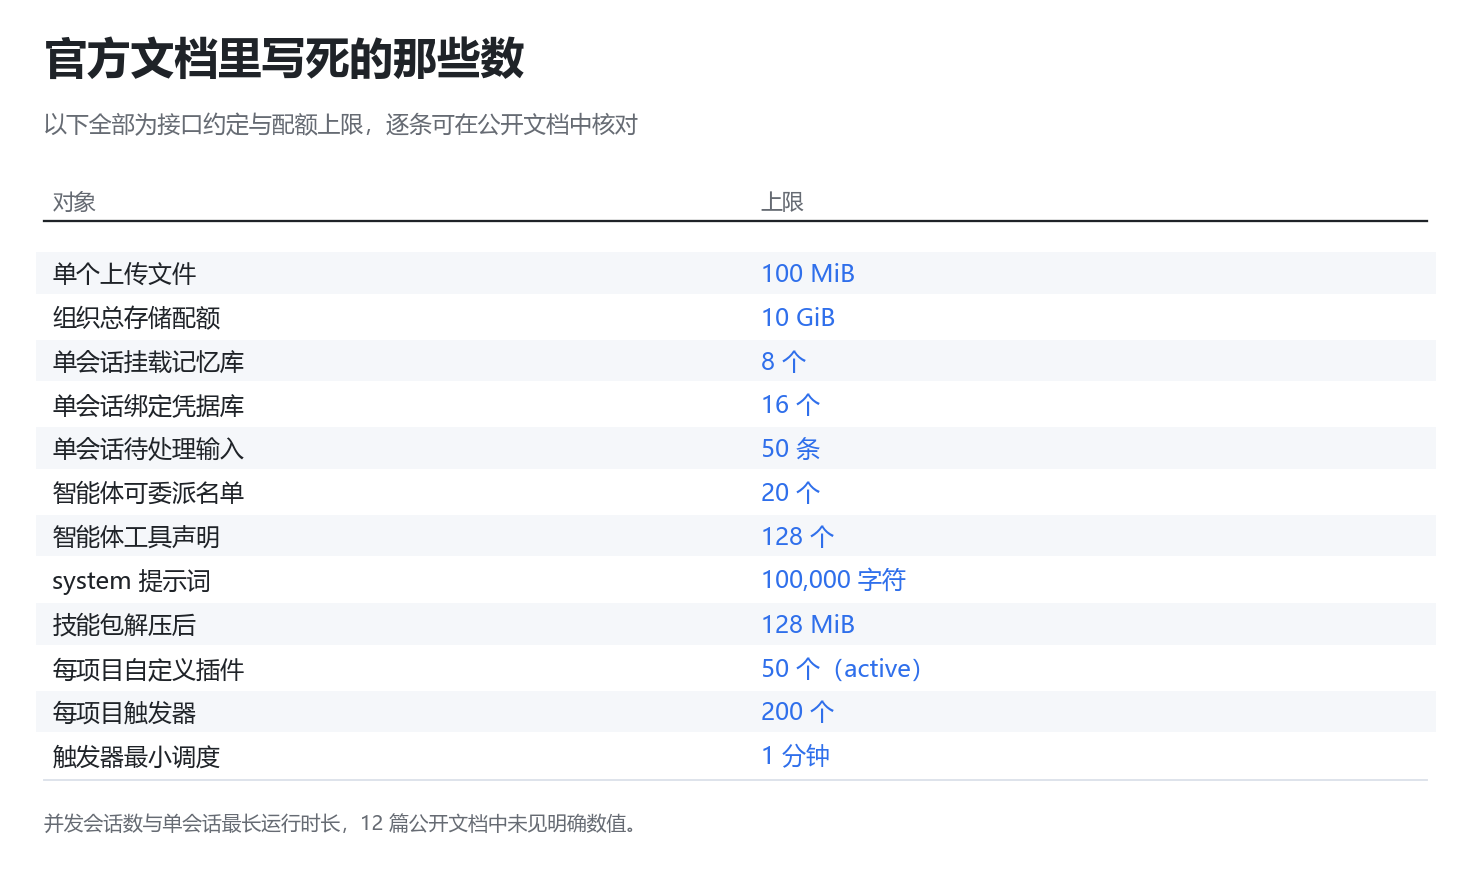 官方文档里写死的那些数
以下全部为接口约定与配额上限，逐条可在公开文档中核对
对象 上限
单个上传文件 100 MiB
组织总存储配额 10 GiB
单会话挂载记忆库 8 个
单会话绑定凭据库 16 个
单会话待处理输入 50 条
智能体可委派名单 20 个
智能体工具声明 128 个
system 提示词 100,000 字符
技能包解压后 128 MiB
每项目自定义插件 50 个（active）
每项目触发器 200 个
触发器最小调度 1 分钟
并发会话数与单会话最长运行时长，12 篇公开文档中未见明确数值。